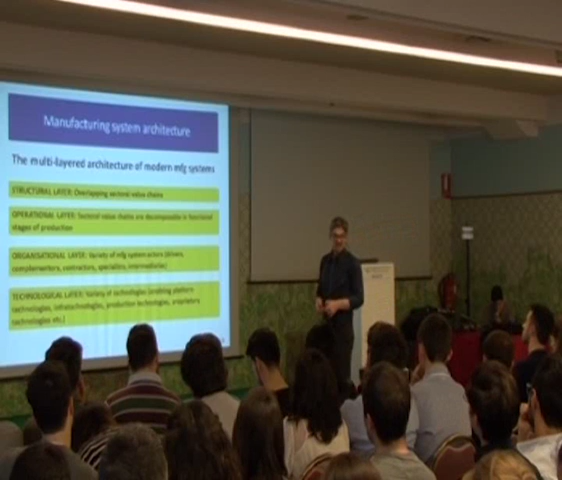 Manufacturing system architecture
The multi-layered architecture of modern mfg systems
STRUCTURAL LAYER: Overlapping sectoral value chains
OPERATIONAL LAYER: Sectoral value chains are decomposable in functional
stages of production
ORGANISATIONAL LAYER: Variety of mfg system actors (drivers,
complementors, contractors, specialists, intermediaries)
TECHNOLOGICAL LAYER: Variety of technologies (enabling platform
technologies, infratechnologies, production technologies, proprietary
technologies etc.)